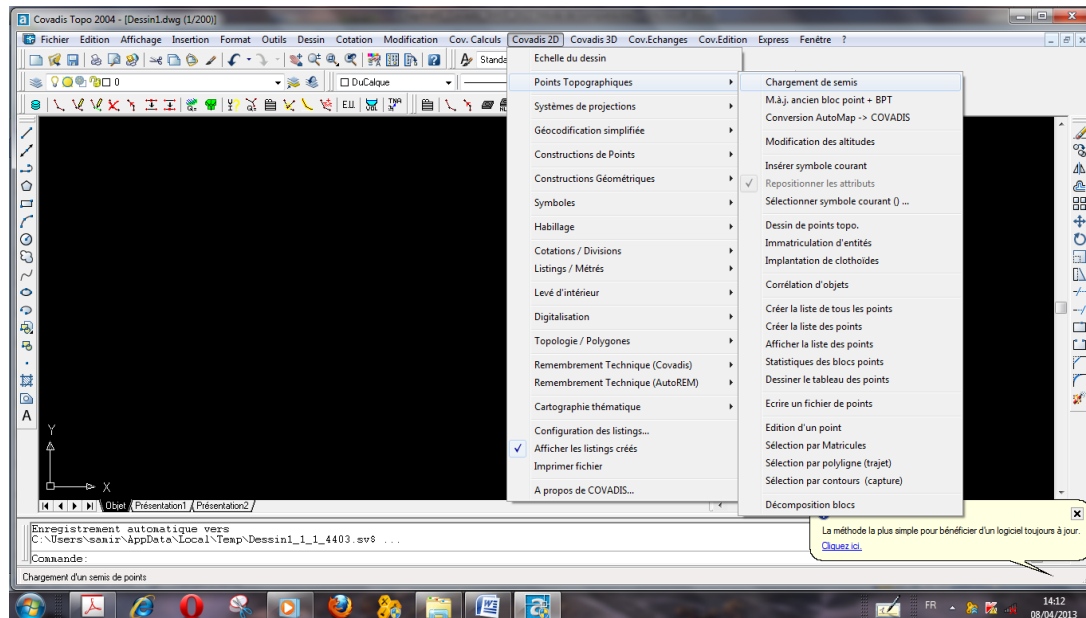 Covadis Topo 2004 - [Dessin1.dwg (1/200)]
Fichier Edition Affichage Insertion Format Outils Dessin Cotation Modification Cov. Calculs Covadis 2D Covadis 3D Cov.Echanges Cov.Edition Express Fenêtre ?
Standa
0
DuCalque
EU.
Echelle du dessin
Points Topographiques
Systèmes de projections
Géocodification simplifiée
Constructions de Points
Constructions Géométriques
Symboles
Habillage
Cotations / Divisions
Listings / Métrés
Levé d'intérieur
Digitalisation
Topologie / Polygones
Remembrement Technique (Covadis)
Remembrement Technique (AutoREM)
Cartographie thématique
Configuration des listings...
Afficher les listings créés
Imprimer fichier
A propos de COVADIS...
Chargement de semis
M.à.j. ancien bloc point + BPT
Conversion AutoMap -> COVADIS
Modification des altitudes
Insérer symbole courant
Repositionner les attributs
Sélectionner symbole courant () ...
Dessin de points topo.
Immatriculation d'entités
Implantation de clothoïdes
Corrélation d'objets
Créer la liste de tous les points
Créer la liste des points
Afficher la liste des points
Statistiques des blocs points
Dessiner le tableau des points
Ecrire un fichier de points
Edition d'un point
Sélection par Matricules
Sélection par polyligne (trajet)
Sélection par contours (capture)
Décomposition blocs
A
Y
X
Objet Présentation1 Présentation2
Enregistrement automatique vers
C:\Users\samir\AppData\Local\Temp\Dessin1_1_1_4403.sv$ ...
Commande:
La méthode la plus simple pour bénéficier d'un logiciel toujours à jour.
Cliquez ici.
Chargement d'un semis de points
FR
14:12
08/04/2013